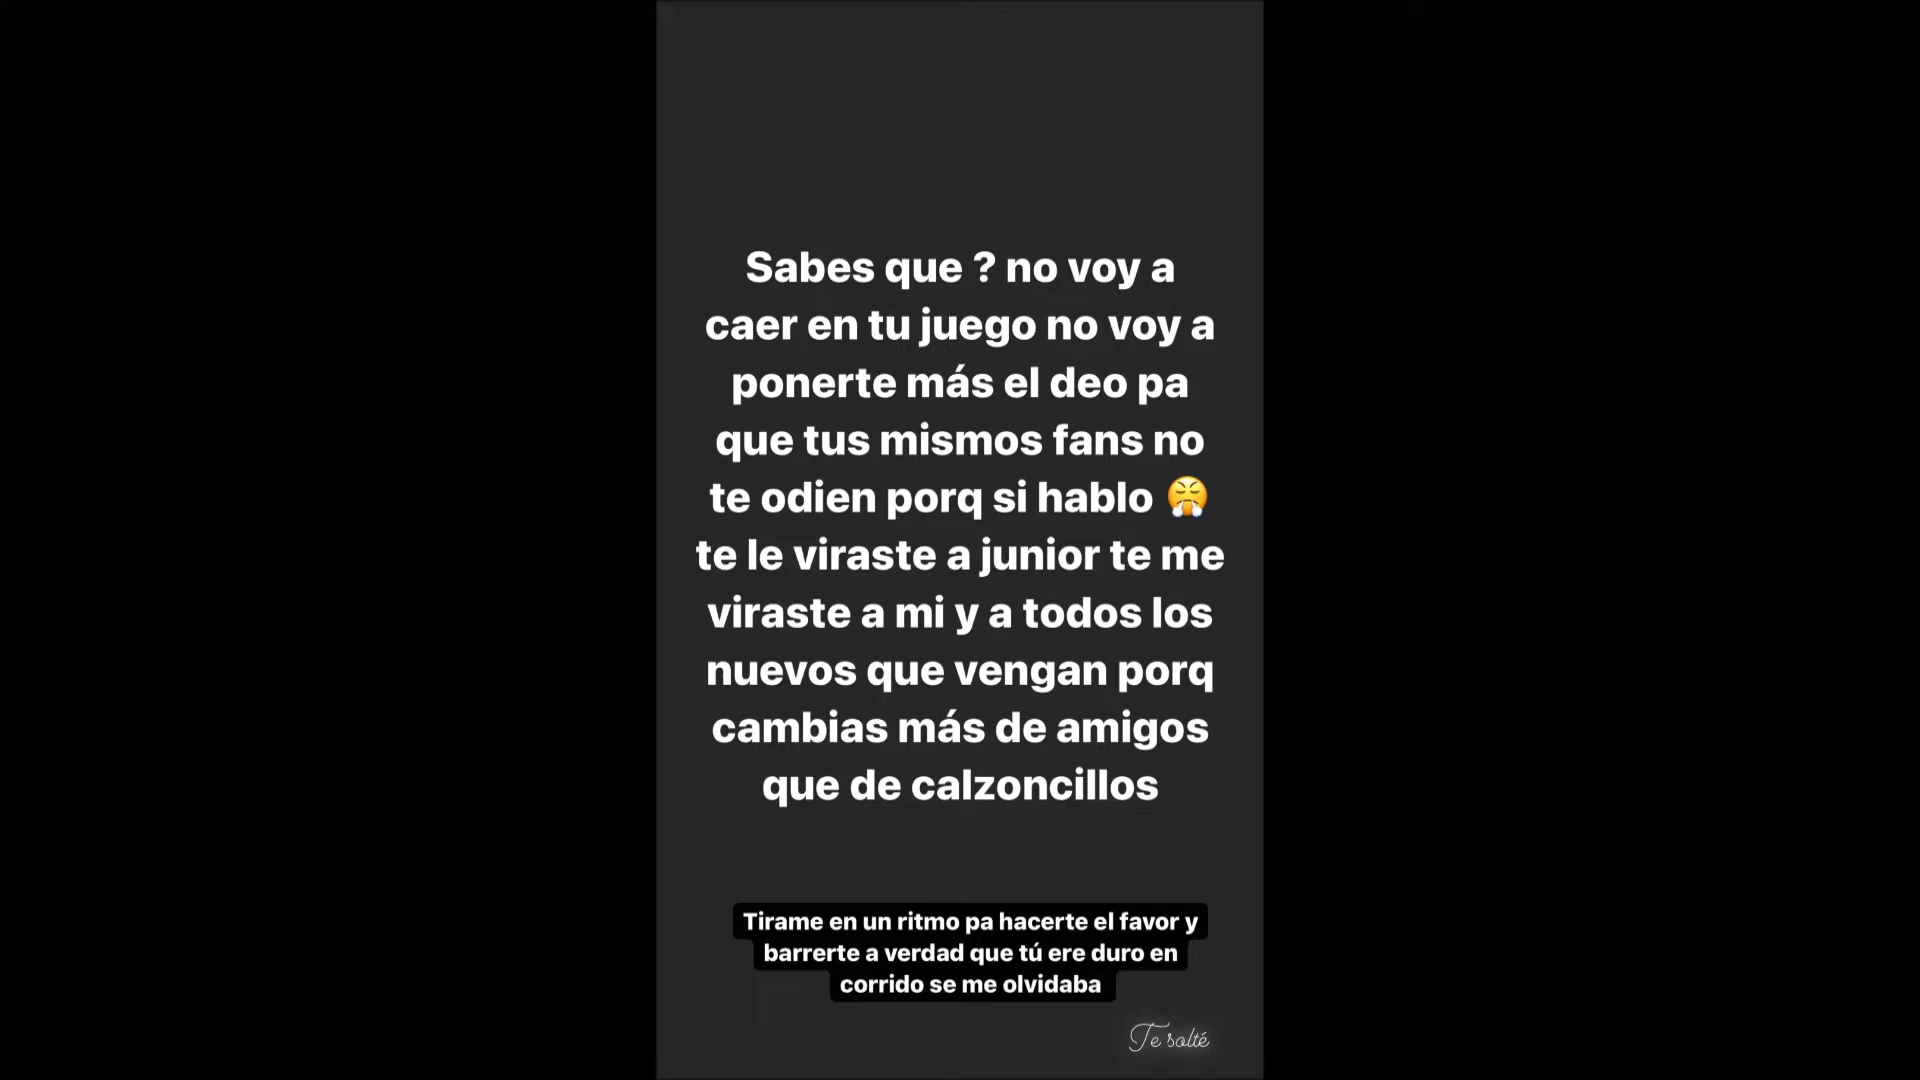 Sabes que ? no voy a
caer en tu juego no voy a
ponerte más el deo pa
que tus mismos fans no
te odien porq si hablo 😤
te le viraste a junior te me
viraste a mi y a todos los
nuevos que vengan porq
cambias más de amigos
que de calzoncillos
Tirame en un ritmo pa hacerte el favor y
barrerte a verdad que tú ere duro en
corrido se me olvidaba
Te solté